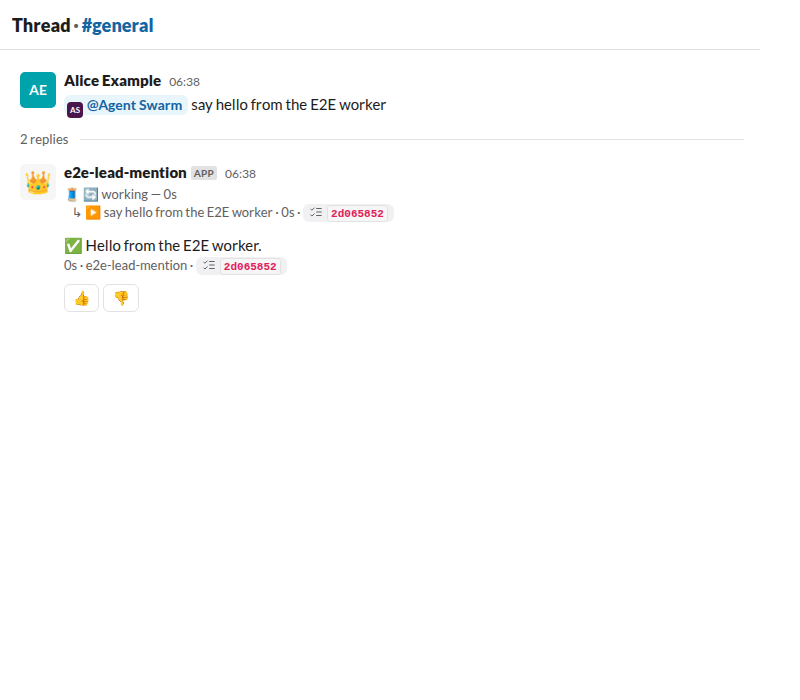 Thread · #general
AE Alice Example 06:38
AS @Agent Swarm say hello from the E2E worker
2 replies
e2e-lead-mention APP 06:38
🧵 🔄 working — 0s
↳ ▶️ say hello from the E2E worker · 0s · 2d065852
✅ Hello from the E2E worker.
0s · e2e-lead-mention · 2d065852
👍 👎